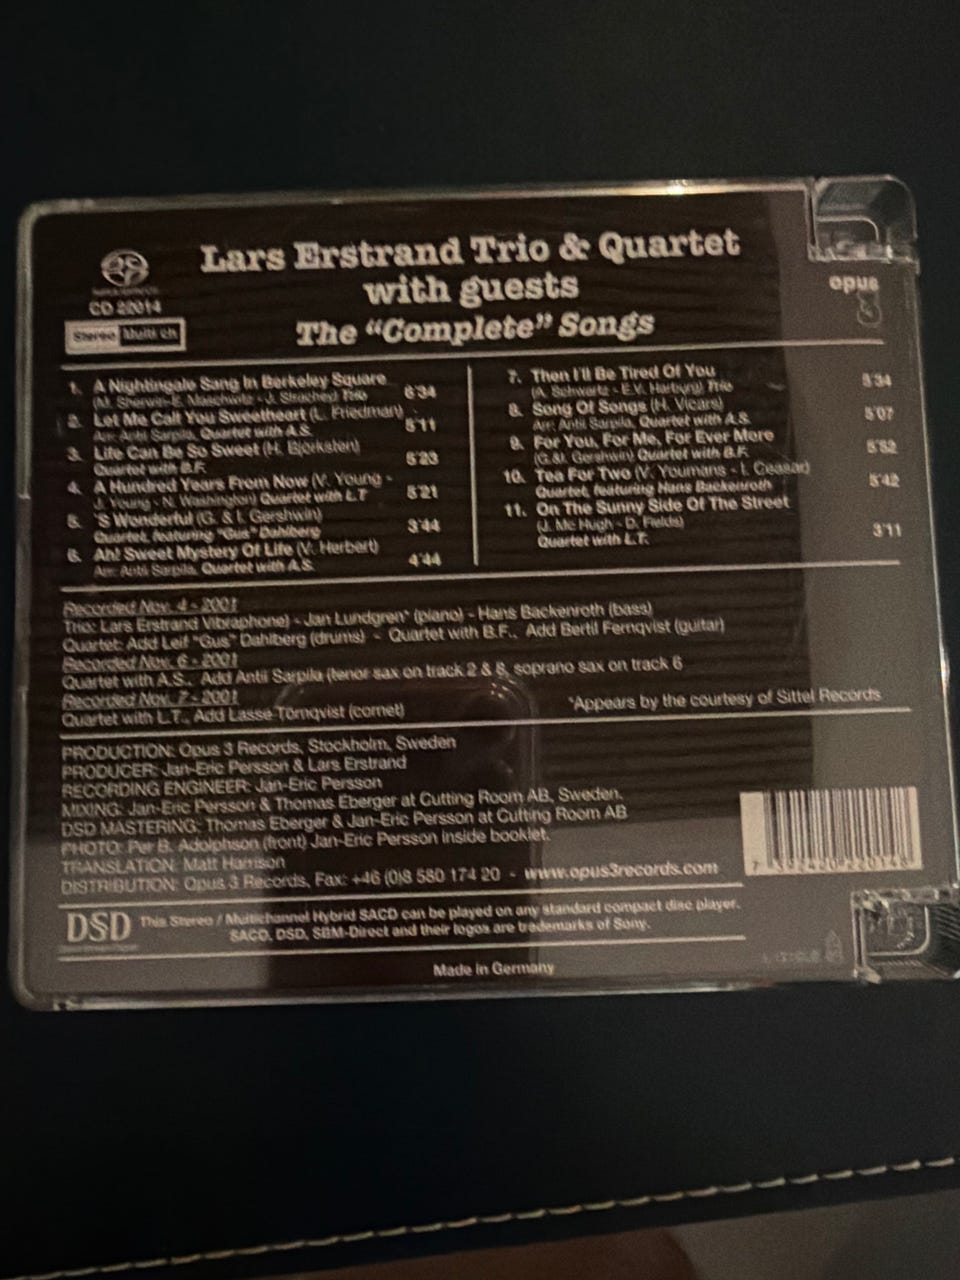 Lars Erstrand Trio & Quartet
with guests
The "Complete" Songs
CD 22014
Stereo Multi ch
opus
3
1. A Nightingale Sang In Berkeley Square
(M. Sherwin-E. Maschwitz - J. Strachey) Trio 6'34
2. Let Me Call You Sweetheart (L. Friedman)
Arr: Antti Sarpila, Quartet with A.S. 5'11
3. Life Can Be So Sweet (H. Björksten)
Quartet with B.F. 5'23
4. A Hundred Years From Now (V. Young -
J. Young - N. Washington) Quartet with L.T 5'21
5. 'S Wonderful (G. & I. Gershwin)
Quartet, featuring "Gus" Dahlberg 3'44
6. Ah! Sweet Mystery Of Life (V. Herbert)
Arr: Antti Sarpila, Quartet with A.S. 4'44
7. Then I'll Be Tired Of You
(A. Schwartz - E.V. Harburg) Trio 5'34
8. Song Of Songs (H. Vicars)
Arr: Antti Sarpila, Quartet with A.S. 5'07
9. For You, For Me, For Ever More
(G.&I. Gershwin) Quartet with B.F. 5'52
10. Tea For Two (V. Youmans - I. Ceasar)
Quartet, featuring Hans Backenroth 5'42
11. On The Sunny Side Of The Street
(J. Mc Hugh - D. Fields)
Quartet with L.T. 3'11
Recorded Nov. 4 - 2001
Trio: Lars Erstrand Vibraphone) - Jan Lundgren* (piano) - Hans Backenroth (bass)
Quartet: Add Leif "Gus" Dahlberg (drums) - Quartet with B.F., Add Bertil Fernqvist (guitar)
Recorded Nov. 6 - 2001
Quartet with A.S., Add Antti Sarpila (tenor sax on track 2 & 8, soprano sax on track 6
Recorded Nov. 7 - 2001
Quartet with L.T., Add Lasse Törnqvist (cornet)
*Appears by the courtesy of Sittel Records
PRODUCTION: Opus 3 Records, Stockholm, Sweden
PRODUCER: Jan-Eric Persson & Lars Erstrand
RECORDING ENGINEER: Jan-Eric Persson
MIXING: Jan-Eric Persson & Thomas Eberger at Cutting Room AB, Sweden.
DSD MASTERING: Thomas Eberger & Jan-Eric Persson at Cutting Room AB
PHOTO: Per B. Adolphson (front) Jan-Eric Persson inside booklet.
TRANSLATION: Matt Harrison
DISTRIBUTION: Opus 3 Records, Fax: +46 (0)8 580 174 20 - www.opus3records.com
7 392420 220148
DSD This Stereo / Multichannel Hybrid SACD can be played on any standard compact disc player.
SACD, DSD, SBM-Direct and their logos are trademarks of Sony.
Made in Germany